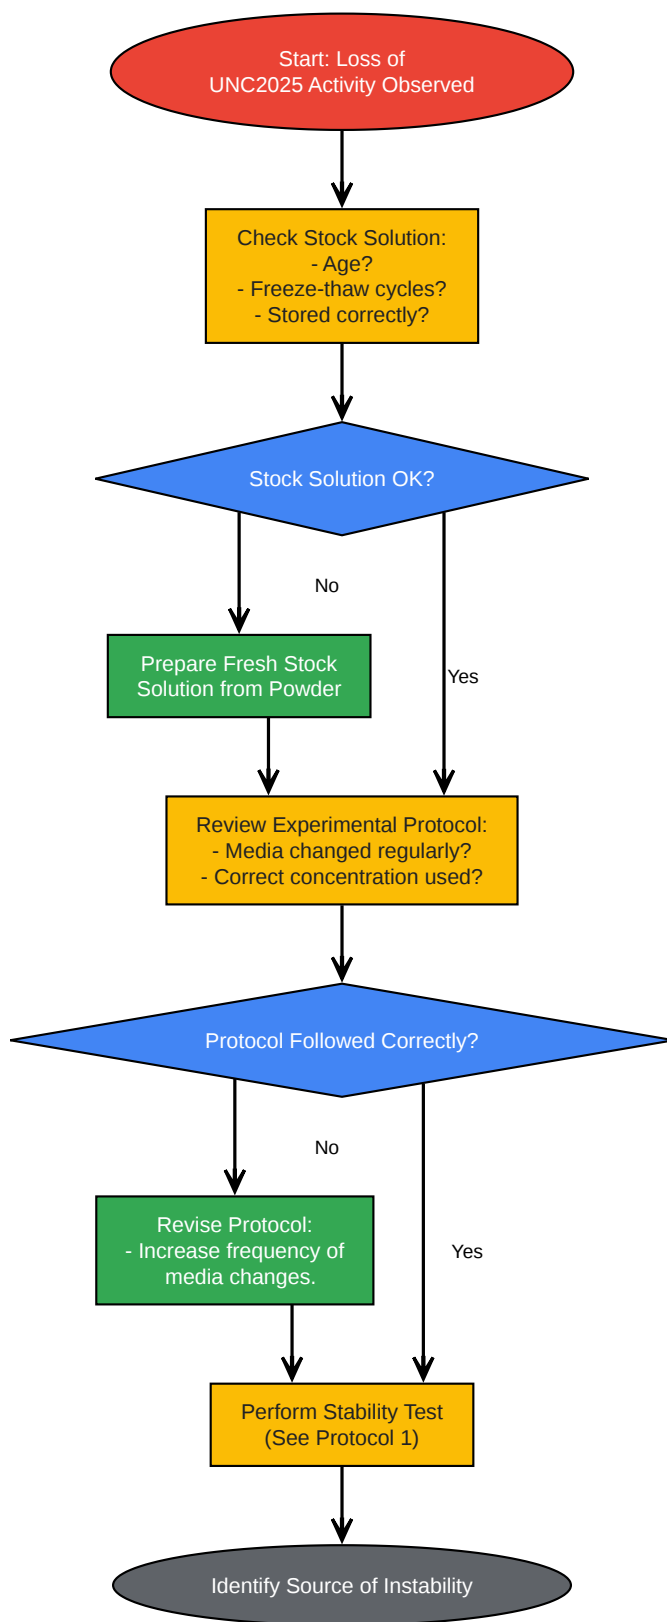 Start: Loss of
UNC2025 Activity Observed
Check Stock Solution:
- Age?
- Freeze-thaw cycles?
- Stored correctly?
Stock Solution OK?
No
Prepare Fresh Stock
Solution from Powder
Yes
Review Experimental Protocol:
- Media changed regularly?
- Correct concentration used?
Protocol Followed Correctly?
No
Revise Protocol:
- Increase frequency of
media changes.
Yes
Perform Stability Test
(See Protocol 1)
Identify Source of Instability